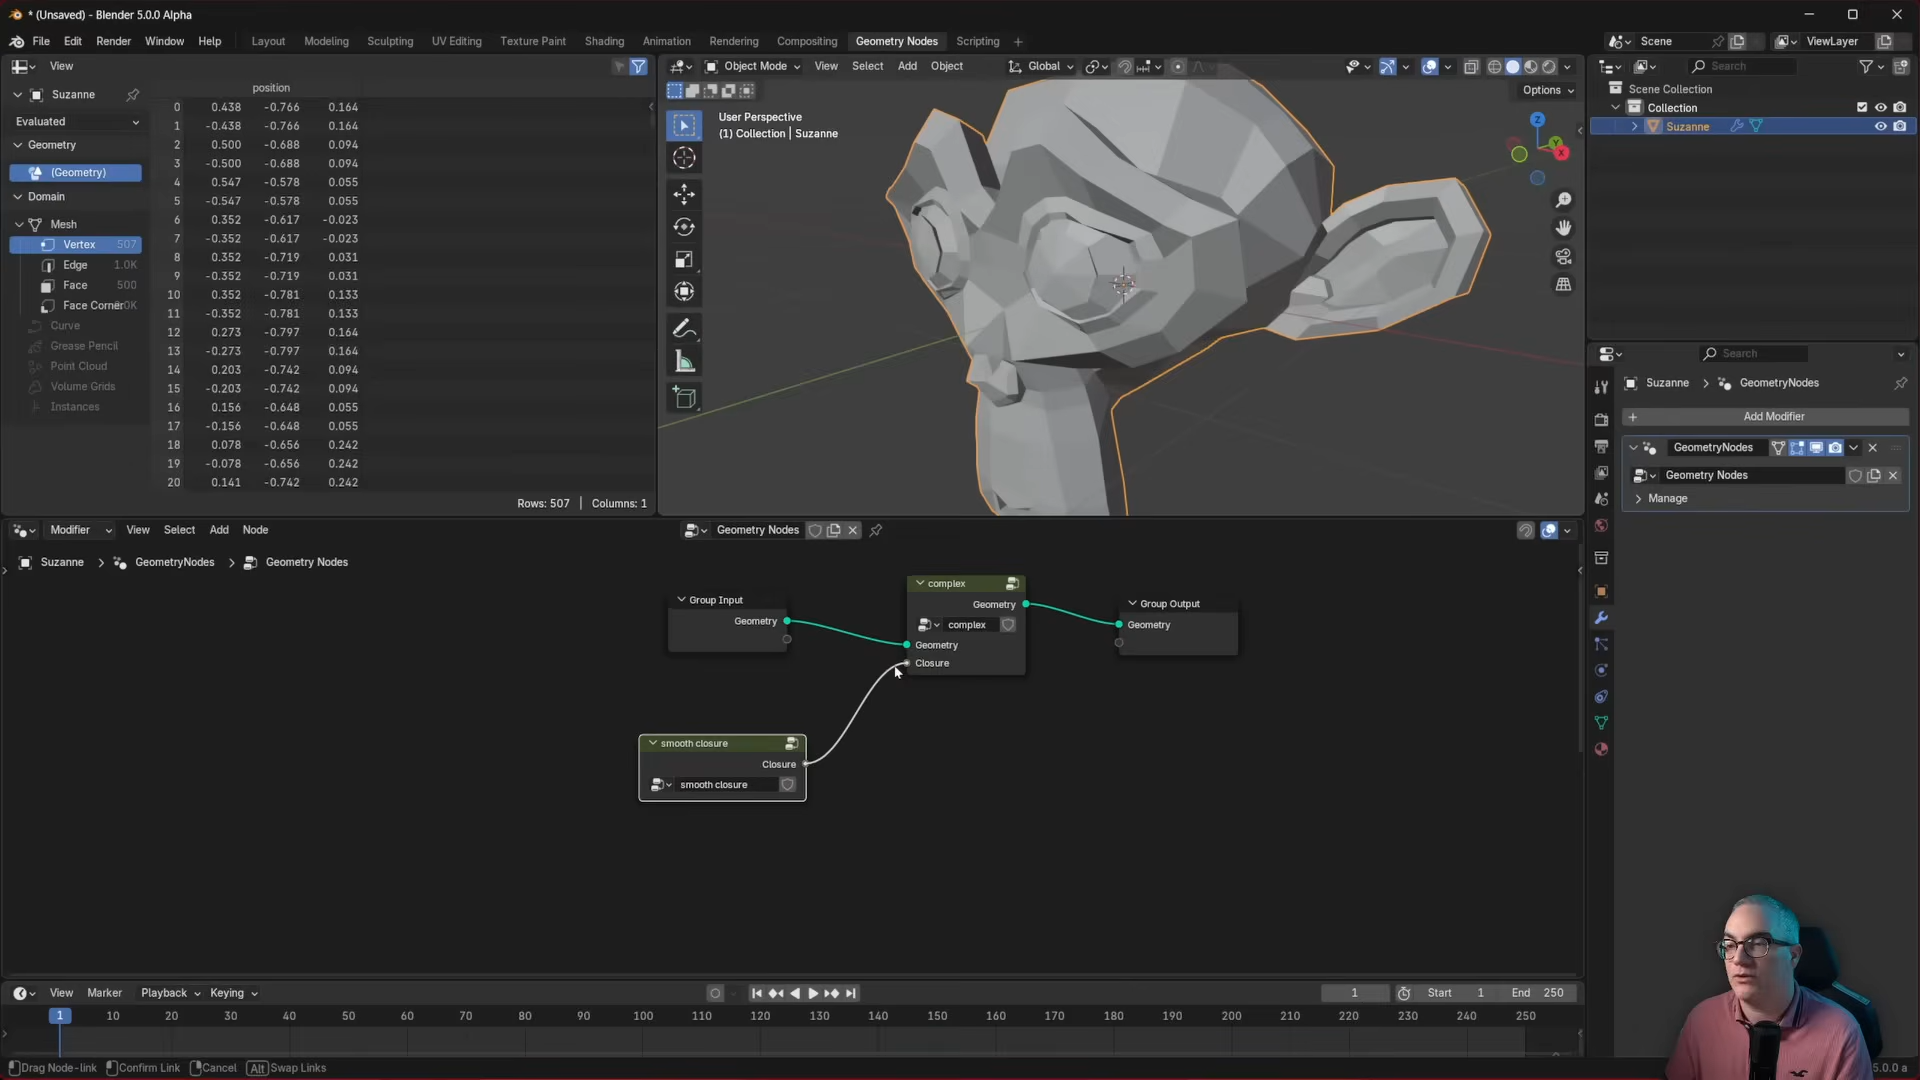 * (Unsaved) - Blender 5.0.0 Alpha
File Edit Render Window Help
Layout Modeling Sculpting UV Editing Texture Paint Shading Animation Rendering Compositing Geometry Nodes Scripting
Scene
ViewLayer
View
Suzanne
Evaluated
Geometry
(Geometry)
Domain
Mesh
Vertex 507
Edge 1.0K
Face 500
Face Corner
Curve
Grease Pencil
Point Cloud
Volume Grids
Instances
position
0 0.438 -0.766 0.164
1 -0.438 -0.766 0.164
2 0.500 -0.688 0.094
3 -0.500 -0.688 0.094
4 0.547 -0.578 0.055
5 -0.547 -0.578 0.055
6 0.352 -0.617 -0.023
7 -0.352 -0.617 -0.023
8 0.352 -0.719 0.031
9 -0.352 -0.719 0.031
10 0.352 -0.781 0.133
11 -0.352 -0.781 0.133
12 0.273 -0.797 0.164
13 -0.273 -0.797 0.164
14 0.203 -0.742 0.094
15 -0.203 -0.742 0.094
16 0.156 -0.648 0.055
17 -0.156 -0.648 0.055
18 0.078 -0.656 0.242
19 -0.078 -0.656 0.242
20 0.141 -0.742 0.242
Rows: 507 | Columns: 1
Object Mode View Select Add Object Global
Options
User Perspective
(1) Collection | Suzanne
Z
Y
X
Search
Scene Collection
Collection
Suzanne
Search
Suzanne > GeometryNodes
+ Add Modifier
GeometryNodes
Geometry Nodes
Manage
Modifier View Select Add Node
Geometry Nodes
Suzanne > GeometryNodes > Geometry Nodes
Group Input
Geometry
complex
Geometry
complex
Geometry
Closure
Group Output
Geometry
smooth closure
Closure
smooth closure
View Marker Playback Keying
1
Start 1
End 250
1 10 20 30 40 50 60 70 80 90 100 110 120 130 140 150 160 170 180 190 200 210 220 230 240 250
Drag Node-link Confirm Link Cancel Alt Swap Links
5.0.0 a